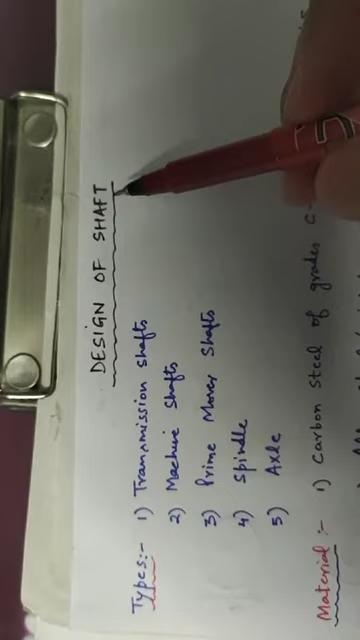 DESIGN OF SHAFT
Types:- 1) Transmission shafts
2) Machine shafts
3) Prime Mover shafts
4) Spindle
5) Axle
Material:- 1) Carbon steel of grades C-